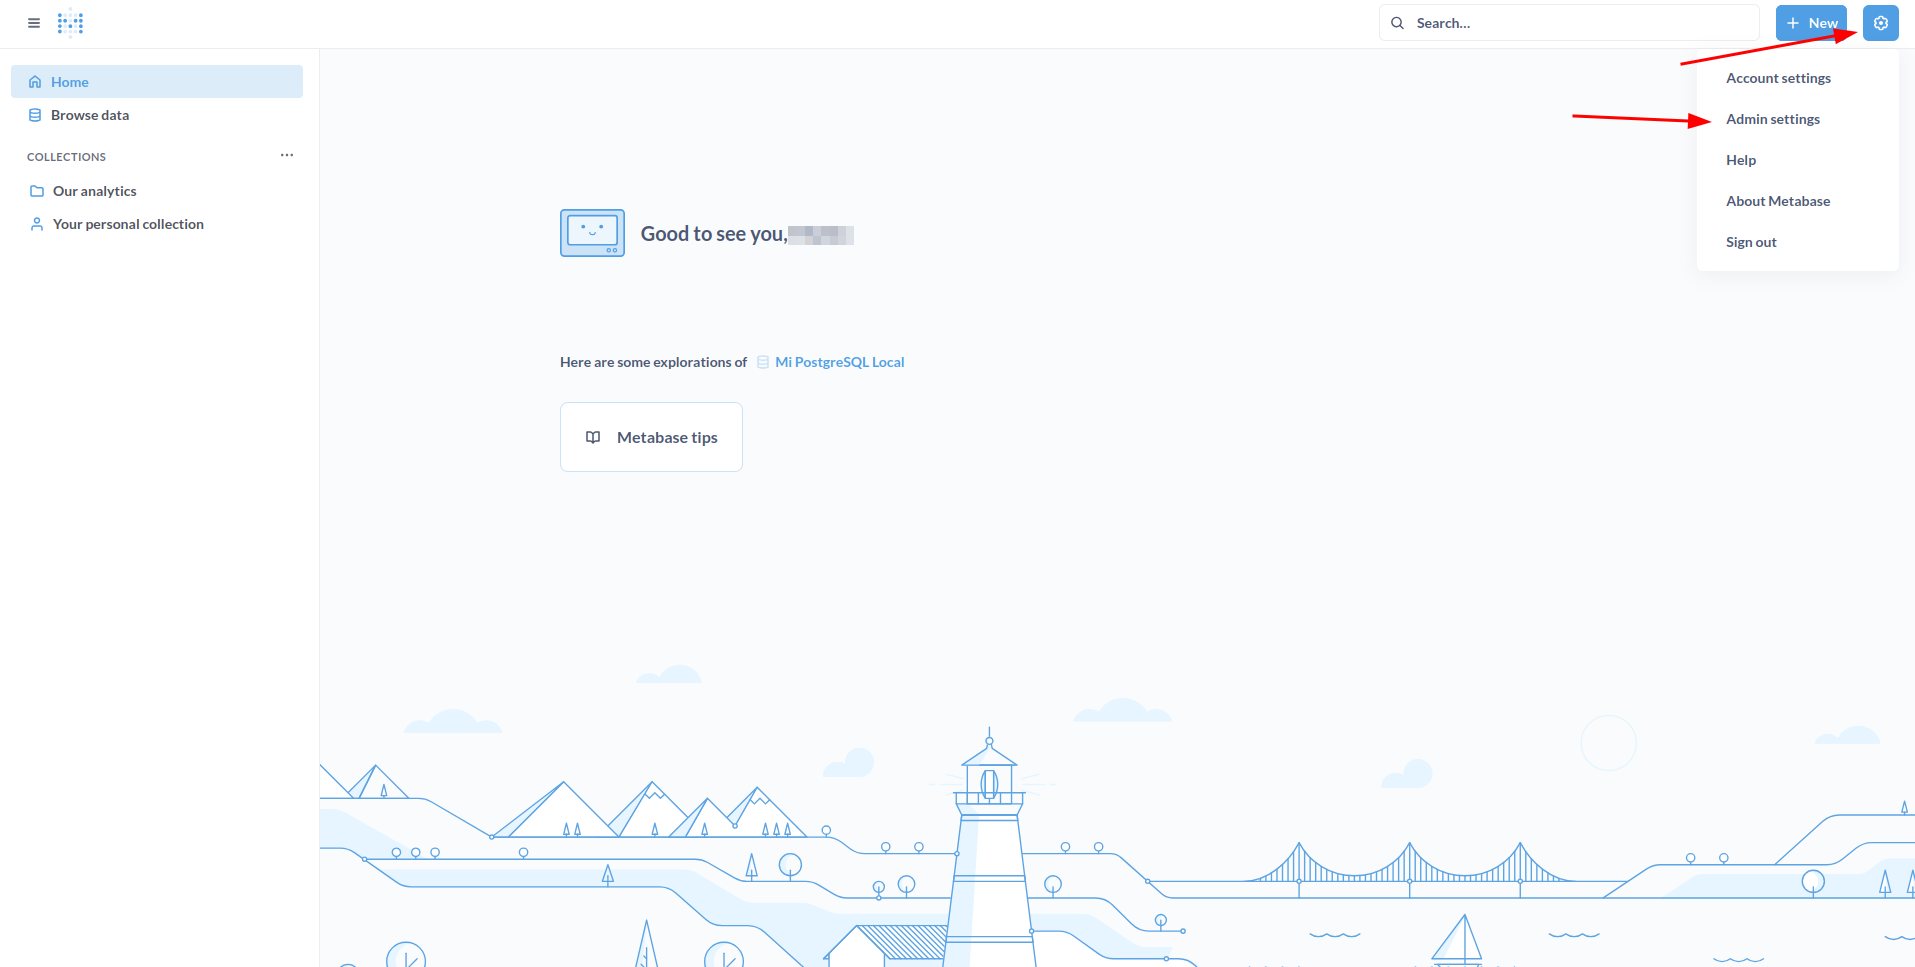 Search...
New
Home
Browse data
COLLECTIONS
Our analytics
Your personal collection
Account settings
Admin settings
Help
About Metabase
Sign out
Good to see you,
Here are some explorations of Mi PostgreSQL Local
Metabase tips